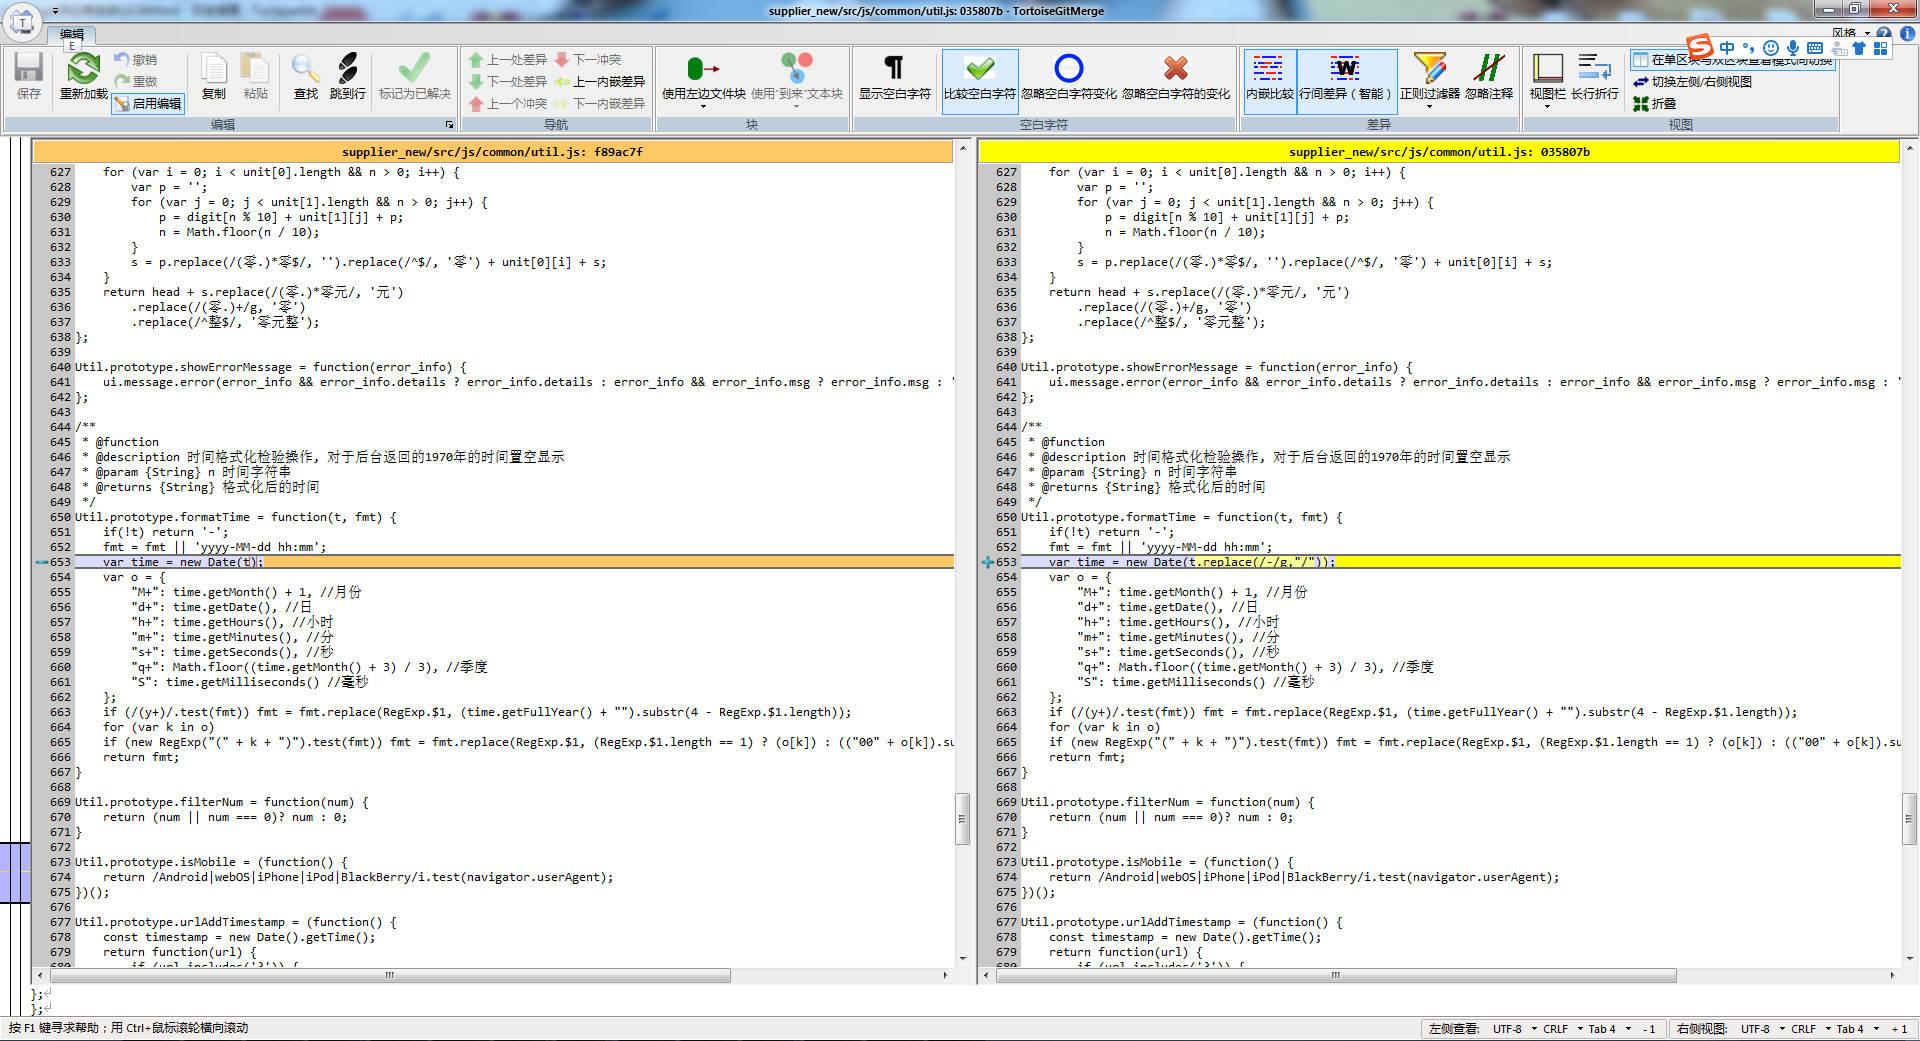 supplier_new/src/js/common/util.js: 035807b - TortoiseGitMerge
编辑
E
风格
保存
重新加载
撤销
重做
启用编辑
复制
粘贴
查找
跳到行
标记为已解决
编辑
上一处差异
下一处差异
上一个冲突
下一冲突
上一内嵌差异
下一内嵌差异
导航
使用左边文件块
使用"到来"文本块
块
显示空白字符
比较空白字符
忽略空白字符变化
忽略空白字符的变化
空白字符
内嵌比较
行间差异（智能）
正则过滤器
忽略注释
差异
视图栏
长行折行
在单区块与双区块查看模式间切换
切换左侧/右侧视图
折叠
视图
中
supplier_new/src/js/common/util.js: f89ac7f
627 for (var i = 0; i < unit[0].length && n > 0; i++) {
628 var p = '';
629 for (var j = 0; j < unit[1].length && n > 0; j++) {
630 p = digit[n % 10] + unit[1][j] + p;
631 n = Math.floor(n / 10);
632 }
633 s = p.replace(/(零.)*零$/, '').replace(/^$/, '零') + unit[0][i] + s;
634 }
635 return head + s.replace(/(零.)*零元/, '元')
636 .replace(/(零.)+/g, '零')
637 .replace(/^整$/, '零元整');
638 };
639
640 Util.prototype.showErrorMessage = function(error_info) {
641 ui.message.error(error_info && error_info.details ? error_info.details : error_info && error_info.msg ? error_info.msg : '
642 };
643
644 /**
645 * @function
646 * @description 时间格式化检验操作, 对于后台返回的1970年的时间置空显示
647 * @param {String} n 时间字符串
648 * @returns {String} 格式化后的时间
649 */
650 Util.prototype.formatTime = function(t, fmt) {
651 if(!t) return '-';
652 fmt = fmt || 'yyyy-MM-dd hh:mm';
653 var time = new Date(t);
654 var o = {
655 "M+": time.getMonth() + 1, //月份
656 "d+": time.getDate(), //日
657 "h+": time.getHours(), //小时
658 "m+": time.getMinutes(), //分
659 "s+": time.getSeconds(), //秒
660 "q+": Math.floor((time.getMonth() + 3) / 3), //季度
661 "S": time.getMilliseconds() //毫秒
662 };
663 if (/(y+)/.test(fmt)) fmt = fmt.replace(RegExp.$1, (time.getFullYear() + "").substr(4 - RegExp.$1.length));
664 for (var k in o)
665 if (new RegExp("(" + k + ")").test(fmt)) fmt = fmt.replace(RegExp.$1, (RegExp.$1.length == 1) ? (o[k]) : (("00" + o[k]).su
666 return fmt;
667 }
668
669 Util.prototype.filterNum = function(num) {
670 return (num || num === 0)? num : 0;
671 }
672
673 Util.prototype.isMobile = (function() {
674 return /Android|webOS|iPhone|iPod|BlackBerry/i.test(navigator.userAgent);
675 })();
676
677 Util.prototype.urlAddTimestamp = (function() {
678 const timestamp = new Date().getTime();
679 return function(url) {
680 if (url.includes('?')) {
supplier_new/src/js/common/util.js: 035807b
627 for (var i = 0; i < unit[0].length && n > 0; i++) {
628 var p = '';
629 for (var j = 0; j < unit[1].length && n > 0; j++) {
630 p = digit[n % 10] + unit[1][j] + p;
631 n = Math.floor(n / 10);
632 }
633 s = p.replace(/(零.)*零$/, '').replace(/^$/, '零') + unit[0][i] + s;
634 }
635 return head + s.replace(/(零.)*零元/, '元')
636 .replace(/(零.)+/g, '零')
637 .replace(/^整$/, '零元整');
638 };
639
640 Util.prototype.showErrorMessage = function(error_info) {
641 ui.message.error(error_info && error_info.details ? error_info.details : error_info && error_info.msg ? error_info.msg : '
642 };
643
644 /**
645 * @function
646 * @description 时间格式化检验操作, 对于后台返回的1970年的时间置空显示
647 * @param {String} n 时间字符串
648 * @returns {String} 格式化后的时间
649 */
650 Util.prototype.formatTime = function(t, fmt) {
651 if(!t) return '-';
652 fmt = fmt || 'yyyy-MM-dd hh:mm';
653 var time = new Date(t.replace(/-/g,"/"));
654 var o = {
655 "M+": time.getMonth() + 1, //月份
656 "d+": time.getDate(), //日
657 "h+": time.getHours(), //小时
658 "m+": time.getMinutes(), //分
659 "s+": time.getSeconds(), //秒
660 "q+": Math.floor((time.getMonth() + 3) / 3), //季度
661 "S": time.getMilliseconds() //毫秒
662 };
663 if (/(y+)/.test(fmt)) fmt = fmt.replace(RegExp.$1, (time.getFullYear() + "").substr(4 - RegExp.$1.length));
664 for (var k in o)
665 if (new RegExp("(" + k + ")").test(fmt)) fmt = fmt.replace(RegExp.$1, (RegExp.$1.length == 1) ? (o[k]) : (("00" + o[k]).su
666 return fmt;
667 }
668
669 Util.prototype.filterNum = function(num) {
670 return (num || num === 0)? num : 0;
671 }
672
673 Util.prototype.isMobile = (function() {
674 return /Android|webOS|iPhone|iPod|BlackBerry/i.test(navigator.userAgent);
675 })();
676
677 Util.prototype.urlAddTimestamp = (function() {
678 const timestamp = new Date().getTime();
679 return function(url) {
680 if (url.includes('?')) {
};
};
按 F1 键寻求帮助；用 Ctrl+鼠标滚轮横向滚动
左侧查看: UTF-8 CRLF Tab 4 - 1
右侧视图: UTF-8 CRLF Tab 4 + 1